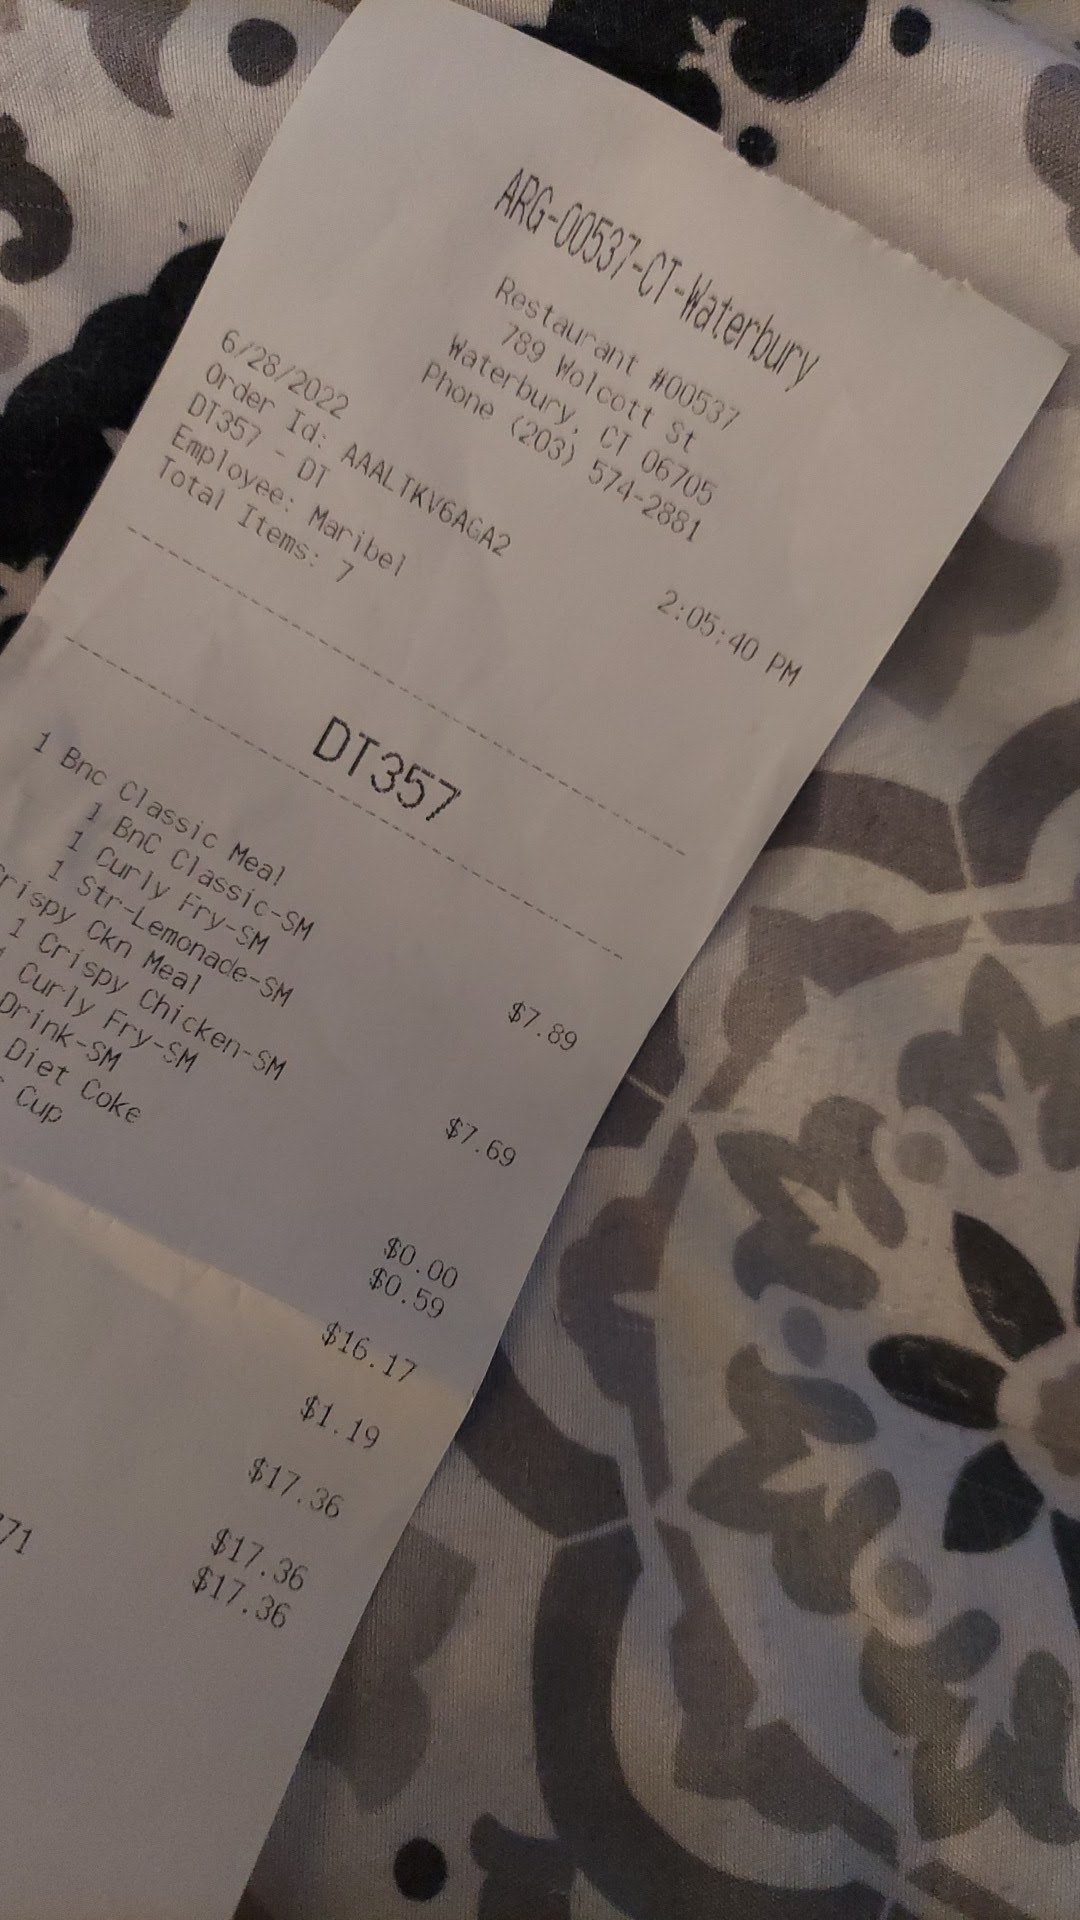 ARG-00537-CT-Waterbury
Restaurant #00537
789 Wolcott St
Waterbury, CT 06705
Phone (203) 574-2881
6/28/2022 2:05:40 PM
Order Id: AAALTKV6AGA2
DT357 - DT
Employee: Maribel
Total Items: 7
DT357
1 Bnc Classic Meal $7.89
1 BnC Classic-SM
1 Curly Fry-SM
1 Str-Lemonade-SM
Ckn Meal $7.69
1 Crispy Chicken-SM
Curly Fry-SM
Drink-SM
Diet Coke $0.00
Cup $0.59
$16.17
$1.19
$17.36
$17.36
71 $17.36